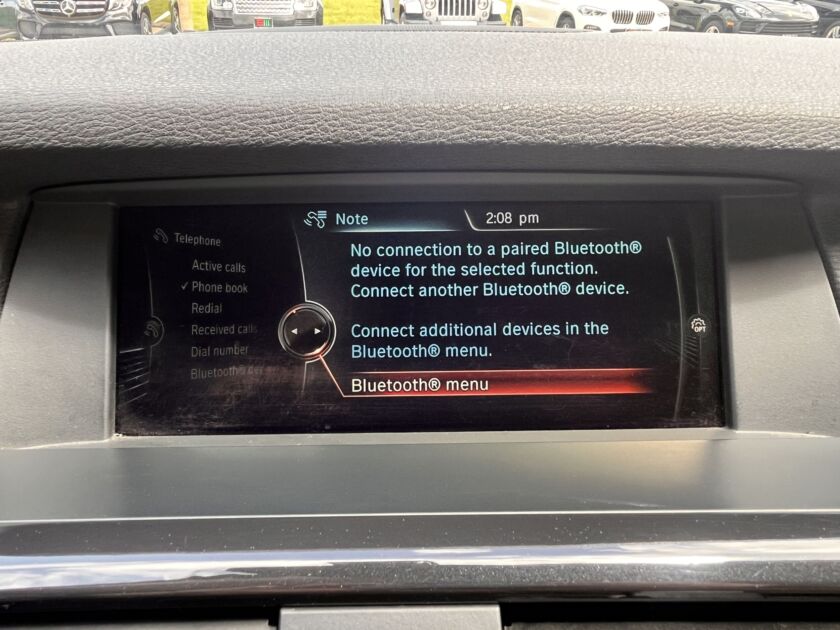 Note
2:08 pm
Telephone
Active calls
✓ Phone book
Redial
Received calls
Dial number
Bluetooth®
No connection to a paired Bluetooth®
device for the selected function.
Connect another Bluetooth® device.
Connect additional devices in the
Bluetooth® menu.
Bluetooth® menu
OPT